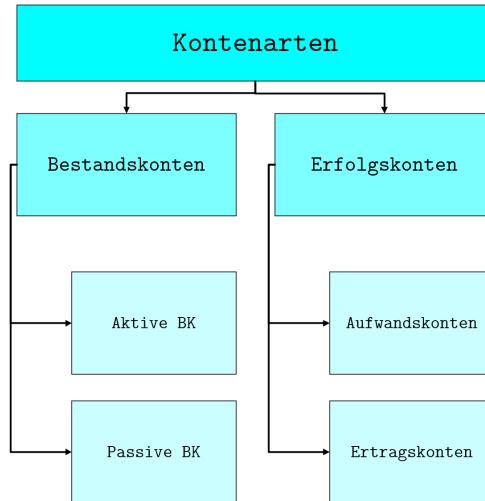 Kontenarten
Bestandskonten
Erfolgskonten
Aktive BK
Aufwandskonten
Passive BK
Ertragskonten